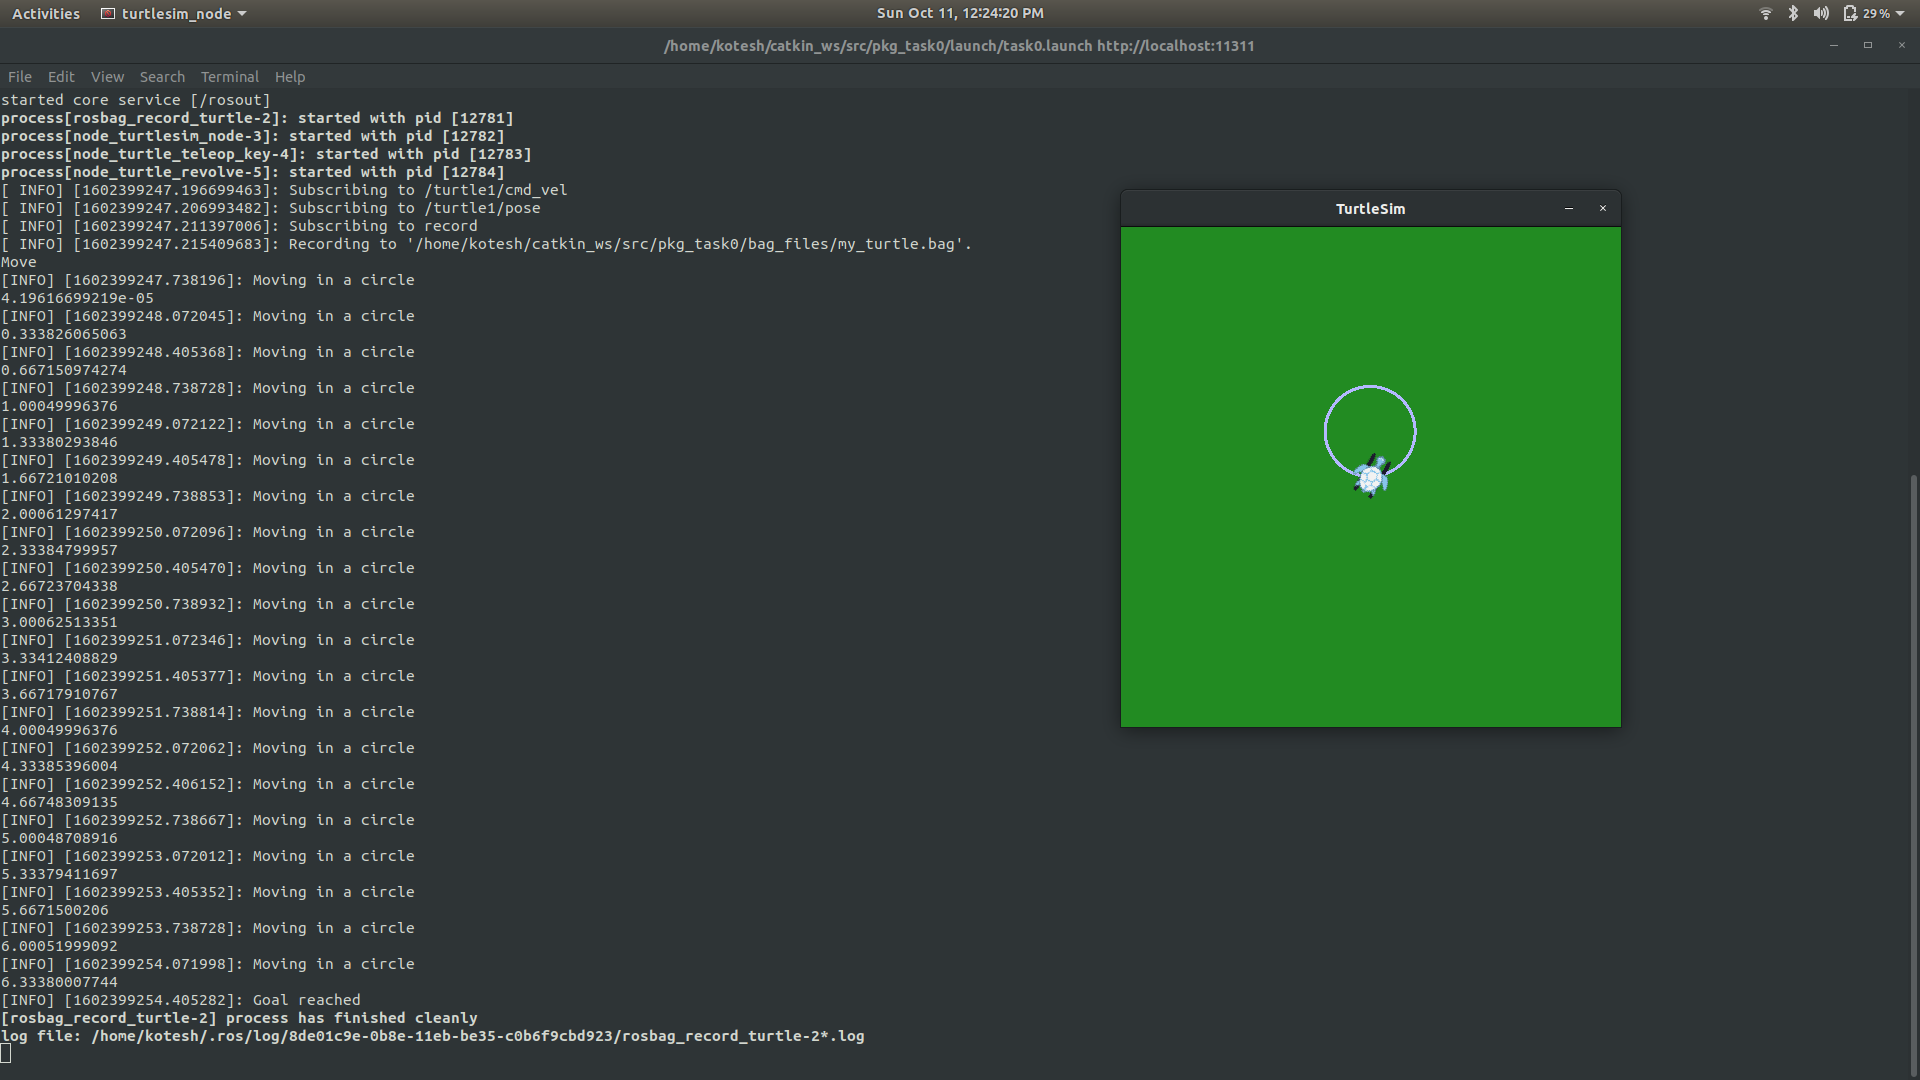 Activities turtlesim_node Sun Oct 11, 12:24:20 PM 29%
/home/kotesh/catkin_ws/src/pkg_task0/launch/task0.launch http://localhost:11311
File Edit View Search Terminal Help
started core service [/rosout]
process[rosbag_record_turtle-2]: started with pid [12781]
process[node_turtlesim_node-3]: started with pid [12782]
process[node_turtle_teleop_key-4]: started with pid [12783]
process[node_turtle_revolve-5]: started with pid [12784]
[ INFO] [1602399247.196699463]: Subscribing to /turtle1/cmd_vel
[ INFO] [1602399247.206993482]: Subscribing to /turtle1/pose
[ INFO] [1602399247.211397006]: Subscribing to record
[ INFO] [1602399247.215409683]: Recording to '/home/kotesh/catkin_ws/src/pkg_task0/bag_files/my_turtle.bag'.
Move
[INFO] [1602399247.738196]: Moving in a circle
4.19616699219e-05
[INFO] [1602399248.072045]: Moving in a circle
0.333826065063
[INFO] [1602399248.405368]: Moving in a circle
0.667150974274
[INFO] [1602399248.738728]: Moving in a circle
1.00049996376
[INFO] [1602399249.072122]: Moving in a circle
1.33380293846
[INFO] [1602399249.405478]: Moving in a circle
1.66721010208
[INFO] [1602399249.738853]: Moving in a circle
2.00061297417
[INFO] [1602399250.072096]: Moving in a circle
2.33384799957
[INFO] [1602399250.405470]: Moving in a circle
2.66723704338
[INFO] [1602399250.738932]: Moving in a circle
3.00062513351
[INFO] [1602399251.072346]: Moving in a circle
3.33412408829
[INFO] [1602399251.405377]: Moving in a circle
3.66717910767
[INFO] [1602399251.738814]: Moving in a circle
4.00049996376
[INFO] [1602399252.072062]: Moving in a circle
4.33385396004
[INFO] [1602399252.406152]: Moving in a circle
4.66748309135
[INFO] [1602399252.738667]: Moving in a circle
5.00048708916
[INFO] [1602399253.072012]: Moving in a circle
5.33379411697
[INFO] [1602399253.405352]: Moving in a circle
5.6671500206
[INFO] [1602399253.738728]: Moving in a circle
6.00051999092
[INFO] [1602399254.071998]: Moving in a circle
6.33380007744
[INFO] [1602399254.405282]: Goal reached
[rosbag_record_turtle-2] process has finished cleanly
log file: /home/kotesh/.ros/log/8de01c9e-0b8e-11eb-be35-c0b6f9cbd923/rosbag_record_turtle-2*.log
TurtleSim